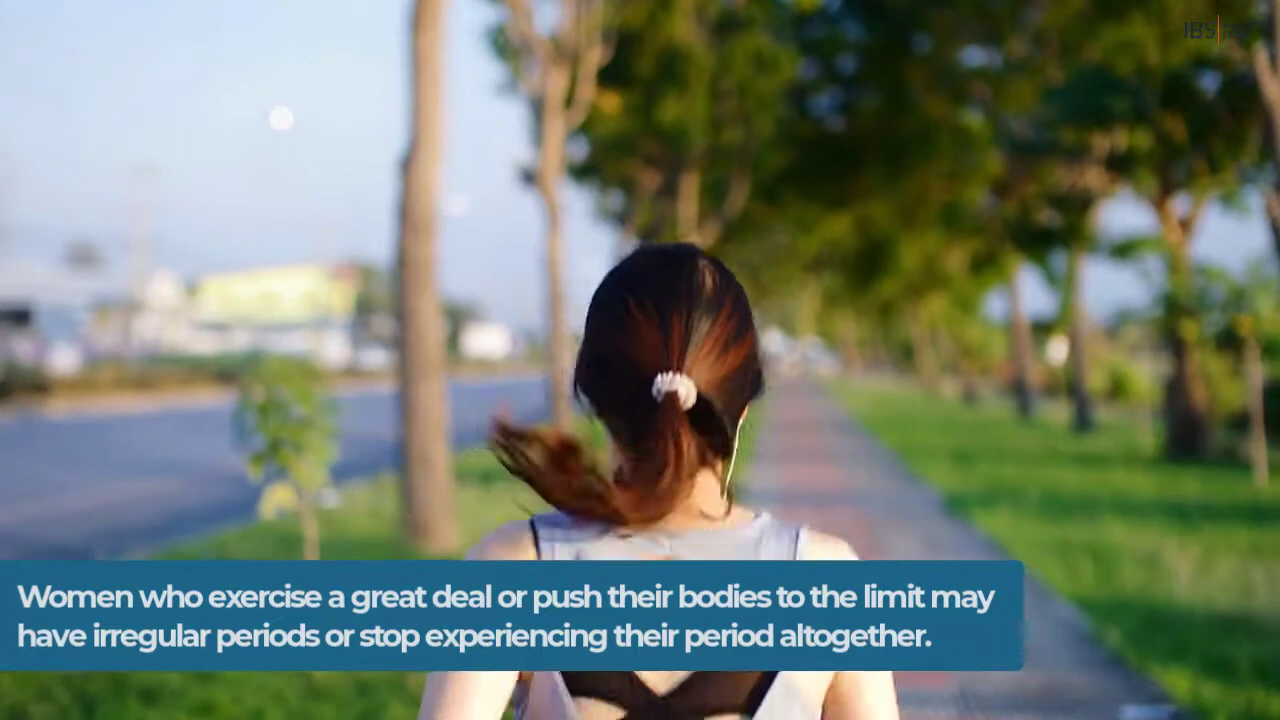 IBS
Women who exercise a great deal or push their bodies to the limit may
have irregular periods or stop experiencing their period altogether.